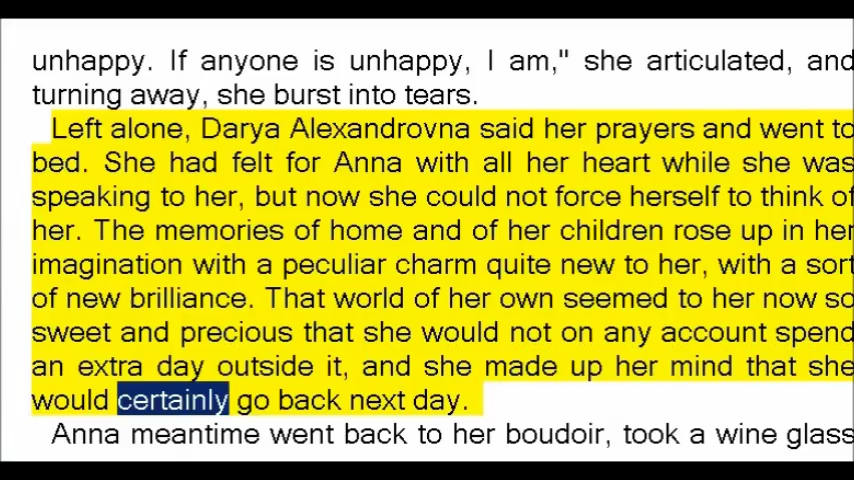 unhappy. If anyone is unhappy, I am," she articulated, and
turning away, she burst into tears.
Left alone, Darya Alexandrovna said her prayers and went to
bed. She had felt for Anna with all her heart while she was
speaking to her, but now she could not force herself to think of
her. The memories of home and of her children rose up in her
imagination with a peculiar charm quite new to her, with a sort
of new brilliance. That world of her own seemed to her now so
sweet and precious that she would not on any account spend
an extra day outside it, and she made up her mind that she
would certainly go back next day.
Anna meantime went back to her boudoir, took a wine glass